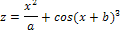 z = x²/a + cos(x + b)³